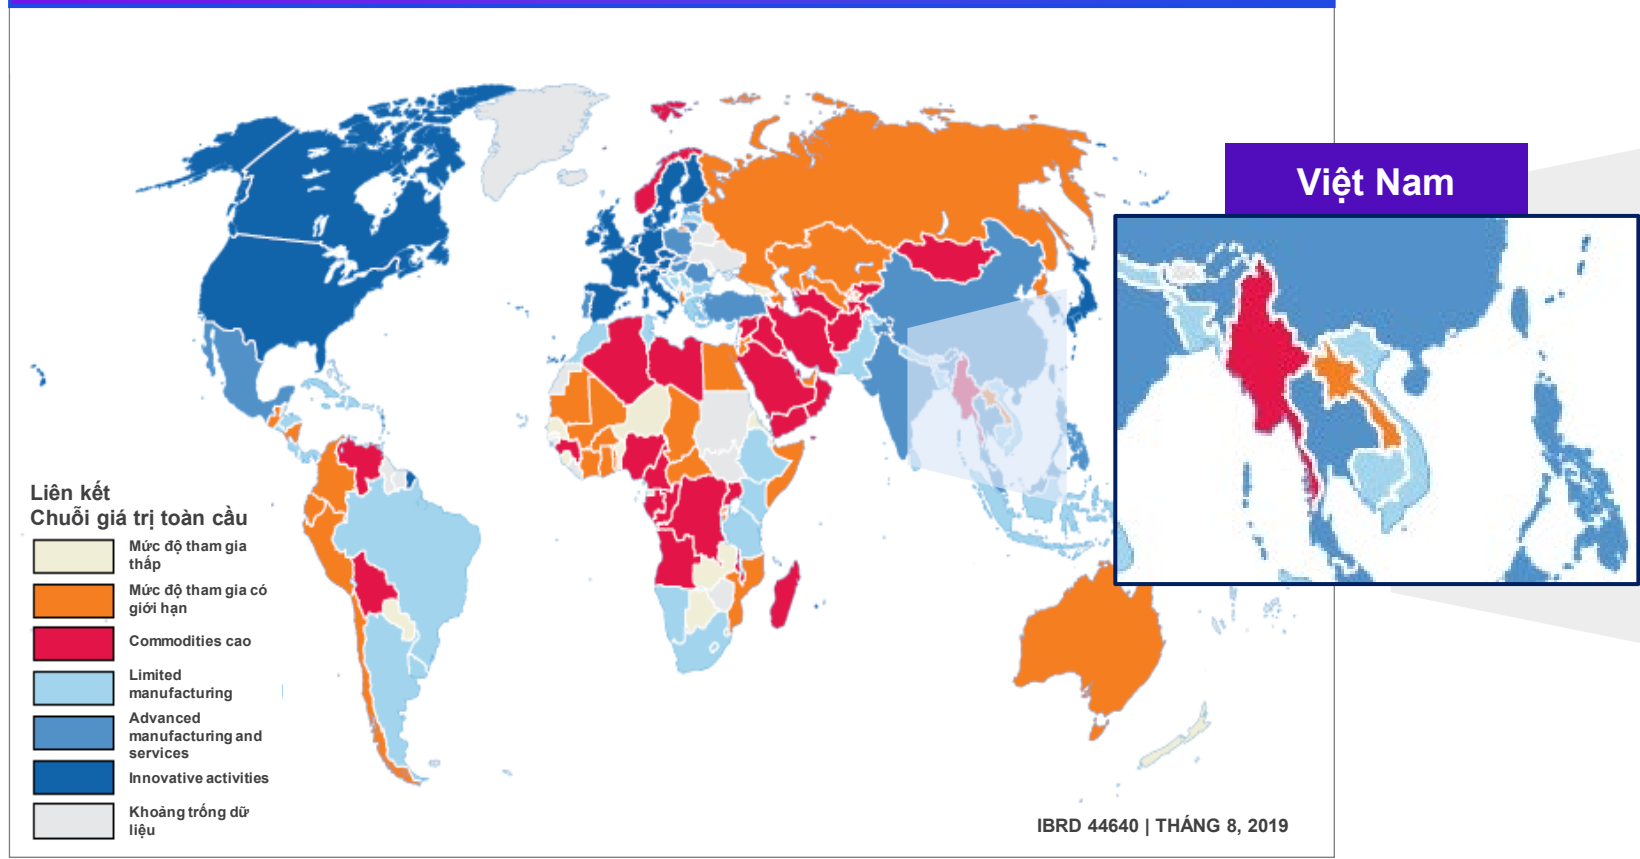 Việt Nam
Liên kết
Chuỗi giá trị toàn cầu
Mức độ tham gia
thấp
Mức độ tham gia có
giới hạn
Commodities cao
Limited
manufacturing
Advanced
manufacturing and
services
Innovative activities
Khoảng trống dữ
liệu
IBRD 44640 | THÁNG 8, 2019